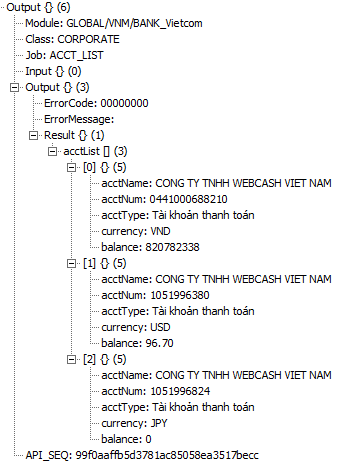 Output {} (6)
Module: GLOBAL/VNM/BANK_Vietcom
Class: CORPORATE
Job: ACCT_LIST
Input {} (0)
Output {} (3)
ErrorCode: 00000000
ErrorMessage:
Result {} (1)
acctList [] (3)
[0] {} (5)
acctName: CONG TY TNHH WEBCASH VIET NAM
acctNum: 0441000688210
acctType: Tài khoản thanh toán
currency: VND
balance: 820782338
[1] {} (5)
acctName: CONG TY TNHH WEBCASH VIET NAM
acctNum: 1051996380
acctType: Tài khoản thanh toán
currency: USD
balance: 96.70
[2] {} (5)
acctName: CONG TY TNHH WEBCASH VIET NAM
acctNum: 1051996824
acctType: Tài khoản thanh toán
currency: JPY
balance: 0
API_SEQ: 99f0aaffb5d3781ac85058ea3517becc